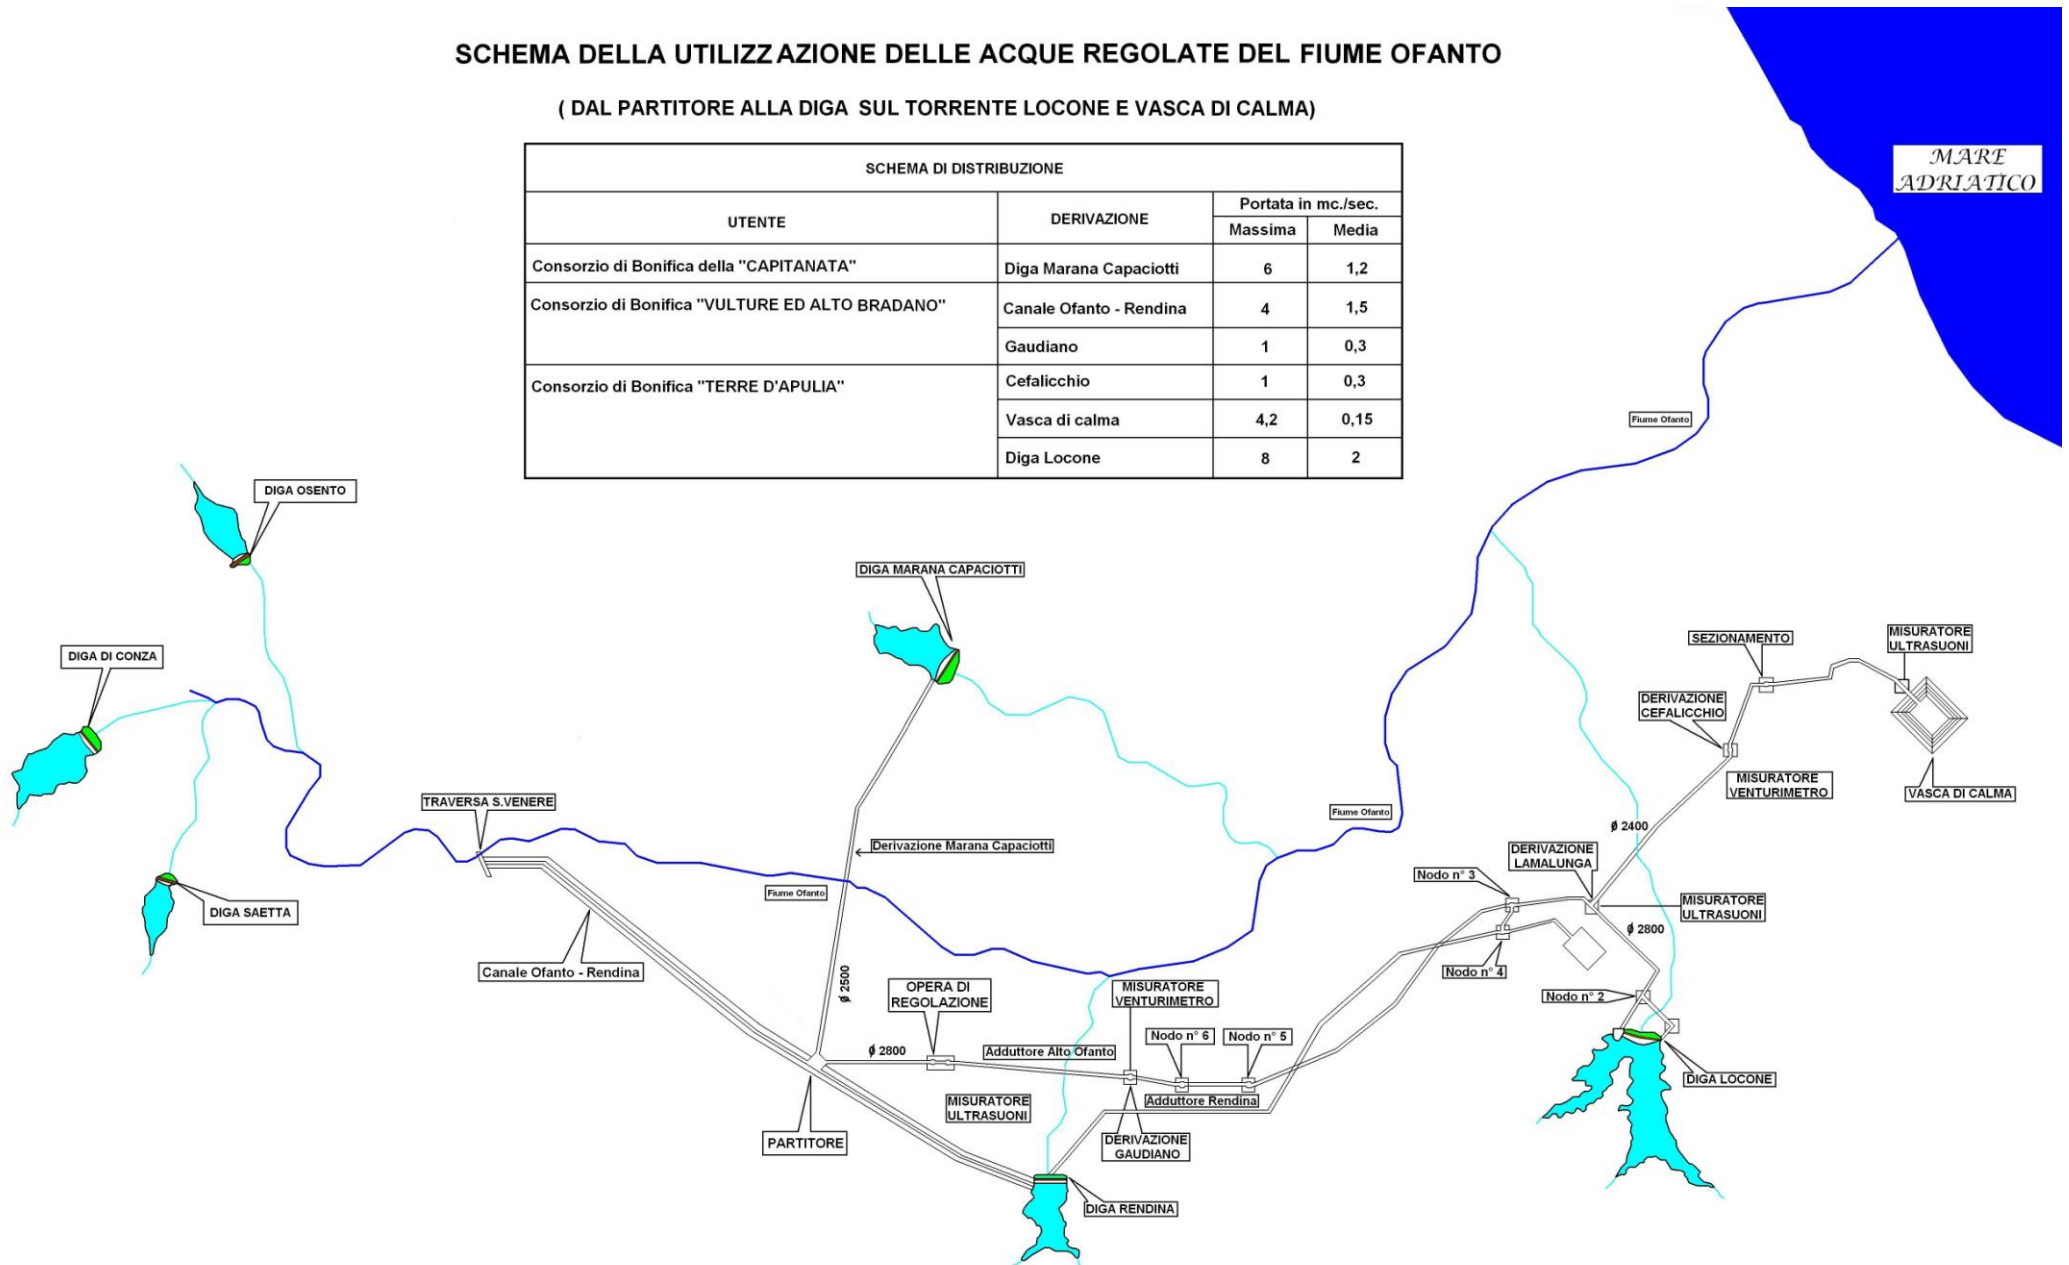 SCHEMA DELLA UTILIZZAZIONE DELLE ACQUE REGOLATE DEL FIUME OFANTO
( DAL PARTITORE ALLA DIGA SUL TORRENTE LOCONE E VASCA DI CALMA)
SCHEMA DI DISTRIBUZIONE
UTENTE
DERIVAZIONE
Portata in mc./sec.
Massima
Media
Consorzio di Bonifica della "CAPITANATA"
Diga Marana Capaciotti
6
1,2
Consorzio di Bonifica "VULTURE ED ALTO BRADANO"
Canale Ofanto - Rendina
4
1,5
Gaudiano
1
0,3
Consorzio di Bonifica "TERRE D'APULIA"
Cefalicchio
1
0,3
Vasca di calma
4,2
0,15
Diga Locone
8
2
MARE
ADRIATICO
Fiume Ofanto
DIGA OSENTO
DIGA MARANA CAPACIOTTI
DIGA DI CONZA
SEZIONAMENTO
MISURATORE
ULTRASUONI
DERIVAZIONE
CEFALICCHIO
MISURATORE
VENTURIMETRO
VASCA DI CALMA
TRAVERSA S.VENERE
Fiume Ofanto
ϕ 2400
Derivazione Marana Capaciotti
DERIVAZIONE
LAMALUNGA
Nodo n° 3
Fiume Ofanto
DIGA SAETTA
MISURATORE
ULTRASUONI
ϕ 2800
Canale Ofanto - Rendina
Nodo n° 4
ϕ 2500
OPERA DI
REGOLAZIONE
MISURATORE
VENTURIMETRO
Nodo n° 2
Nodo n° 6
Nodo n° 5
ϕ 2800
Adduttore Alto Ofanto
DIGA LOCONE
MISURATORE
ULTRASUONI
Adduttore Rendina
PARTITORE
DERIVAZIONE
GAUDIANO
DIGA RENDINA